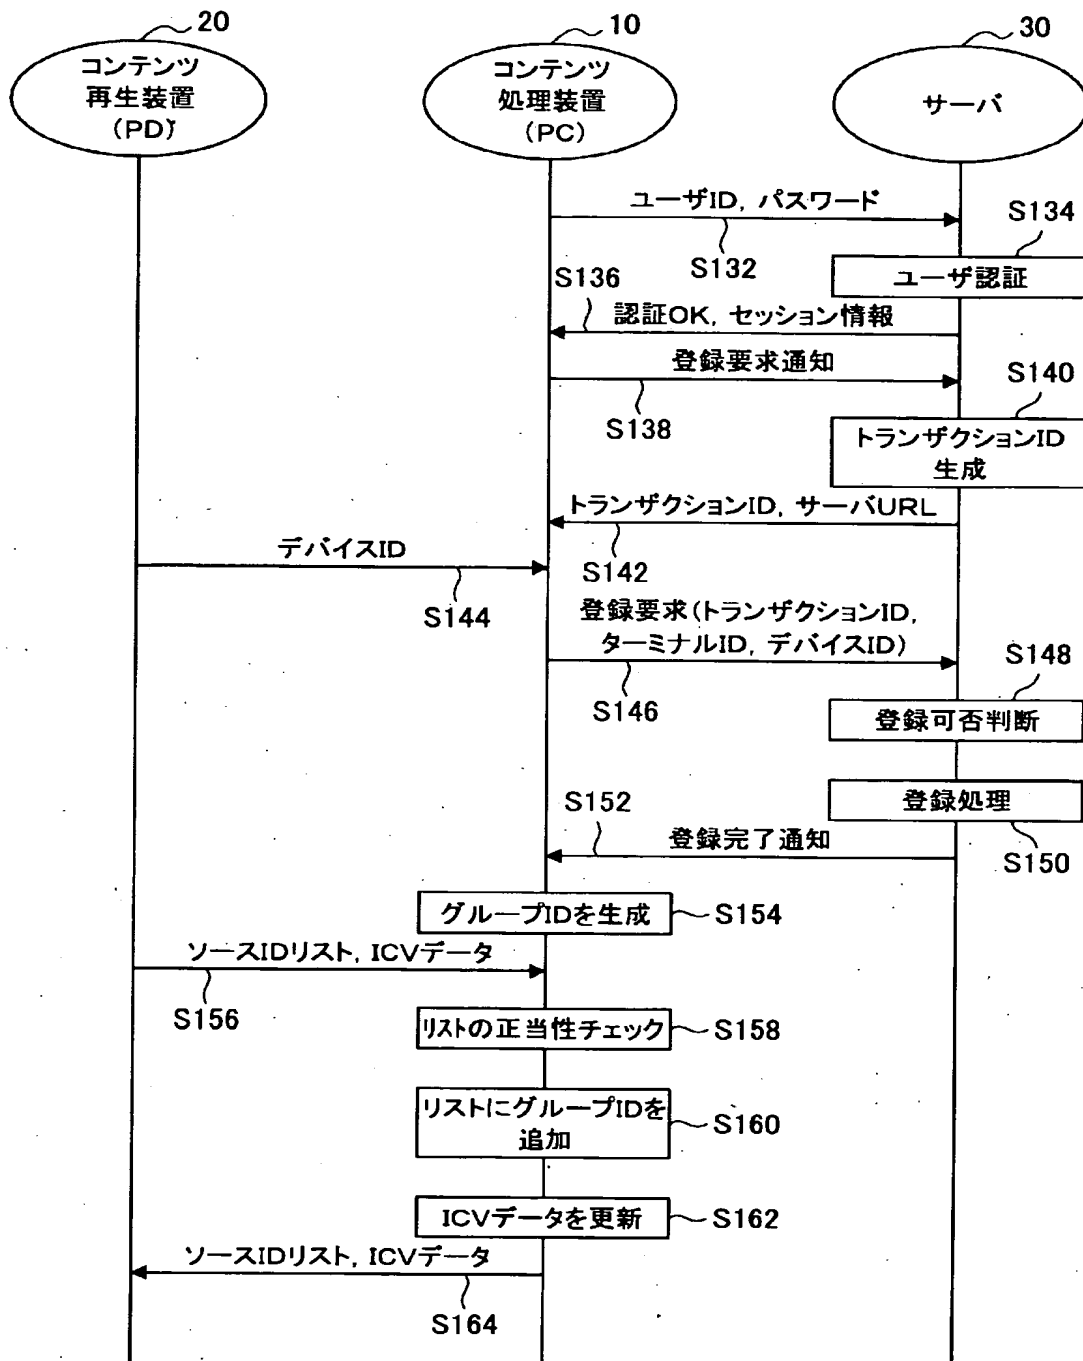 20
コンテンツ
再生装置
(PD)
10
コンテンツ
処理装置
(PC)
30
サーバ
ユーザID, パスワード
S132
S134
ユーザ認証
S136
認証OK, セッション情報
登録要求通知
S138
S140
トランザクションID
生成
トランザクションID, サーバURL
S142
デバイスID
S144
登録要求(トランザクションID,
ターミナルID, デバイスID)
S146
S148
登録可否判断
登録処理
S150
S152
登録完了通知
グループIDを生成
S154
ソースIDリスト, ICVデータ
S156
リストの正当性チェック
S158
リストにグループIDを
追加
S160
ICVデータを更新
S162
ソースIDリスト, ICVデータ
S164